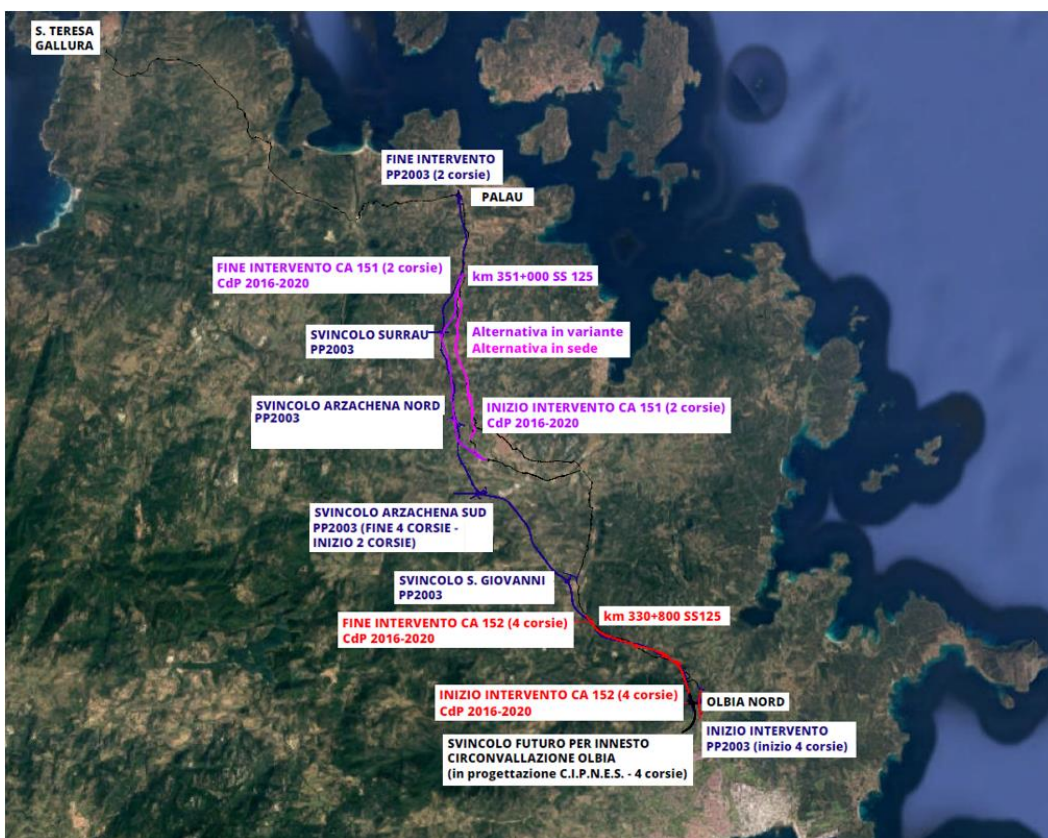 S. TERESA
GALLURA
FINE INTERVENTO
PP2003 (2 corsie)
PALAU
FINE INTERVENTO CA 151 (2 corsie)
CdP 2016-2020
km 351+000 SS 125
SVINCOLO SURRAU
PP2003
Alternativa in variante
Alternativa in sede
SVINCOLO ARZACHENA NORD
PP2003
INIZIO INTERVENTO CA 151 (2 corsie)
CdP 2016-2020
SVINCOLO ARZACHENA SUD
PP2003 (FINE 4 CORSIE -
INIZIO 2 CORSIE)
SVINCOLO S. GIOVANNI
PP2003
FINE INTERVENTO CA 152 (4 corsie)
CdP 2016-2020
km 330+800 SS125
INIZIO INTERVENTO CA 152 (4 corsie)
CdP 2016-2020
OLBIA NORD
INIZIO INTERVENTO
PP2003 (inizio 4 corsie)
SVINCOLO FUTURO PER INNESTO
CIRCONVALLAZIONE OLBIA
(in progettazione C.I.P.N.E.S. - 4 corsie)